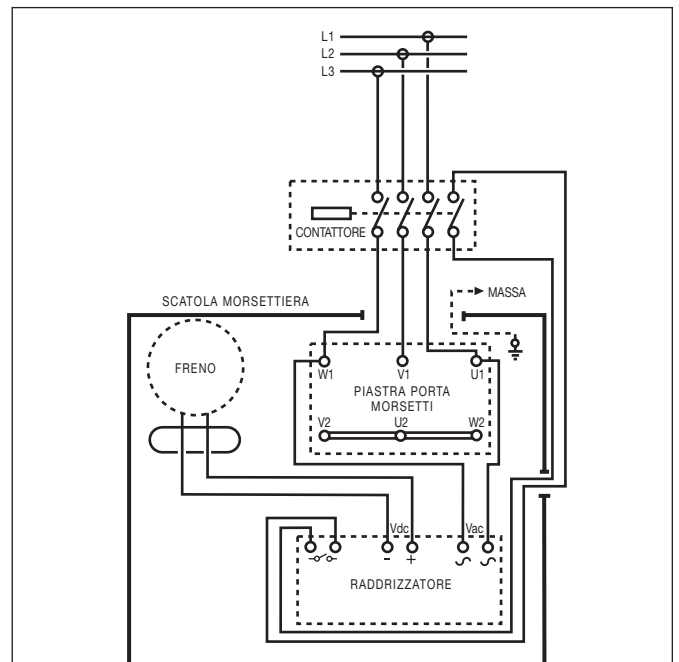 L1
L2
L3
CONTATTORE
SCATOLA MORSETTIERA
MASSA
FRENO
W1 V1 U1
PIASTRA PORTA
MORSETTI
V2 U2 W2
Vdc Vac
- +
RADDRIZZATORE